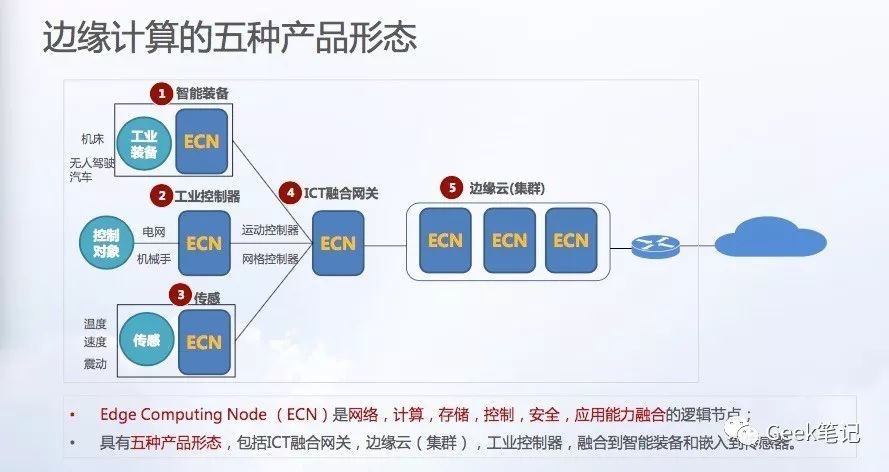 边缘计算的五种产品形态
1 智能装备
工业
装备
ECN
机床
无人驾驶
汽车
2 工业控制器
控制
对象
电网
机械手
ECN
运动控制器
网格控制器
3 传感
温度
速度
震动
传感
ECN
4 ICT融合网关
ECN
5 边缘云(集群)
ECN ECN ECN
• Edge Computing Node （ECN）是网络，计算，存储，控制，安全，应用能力融合的逻辑节点；
• 具有五种产品形态，包括ICT融合网关，边缘云（集群），工业控制器，融合到智能装备和嵌入到传感器。
Geek笔记